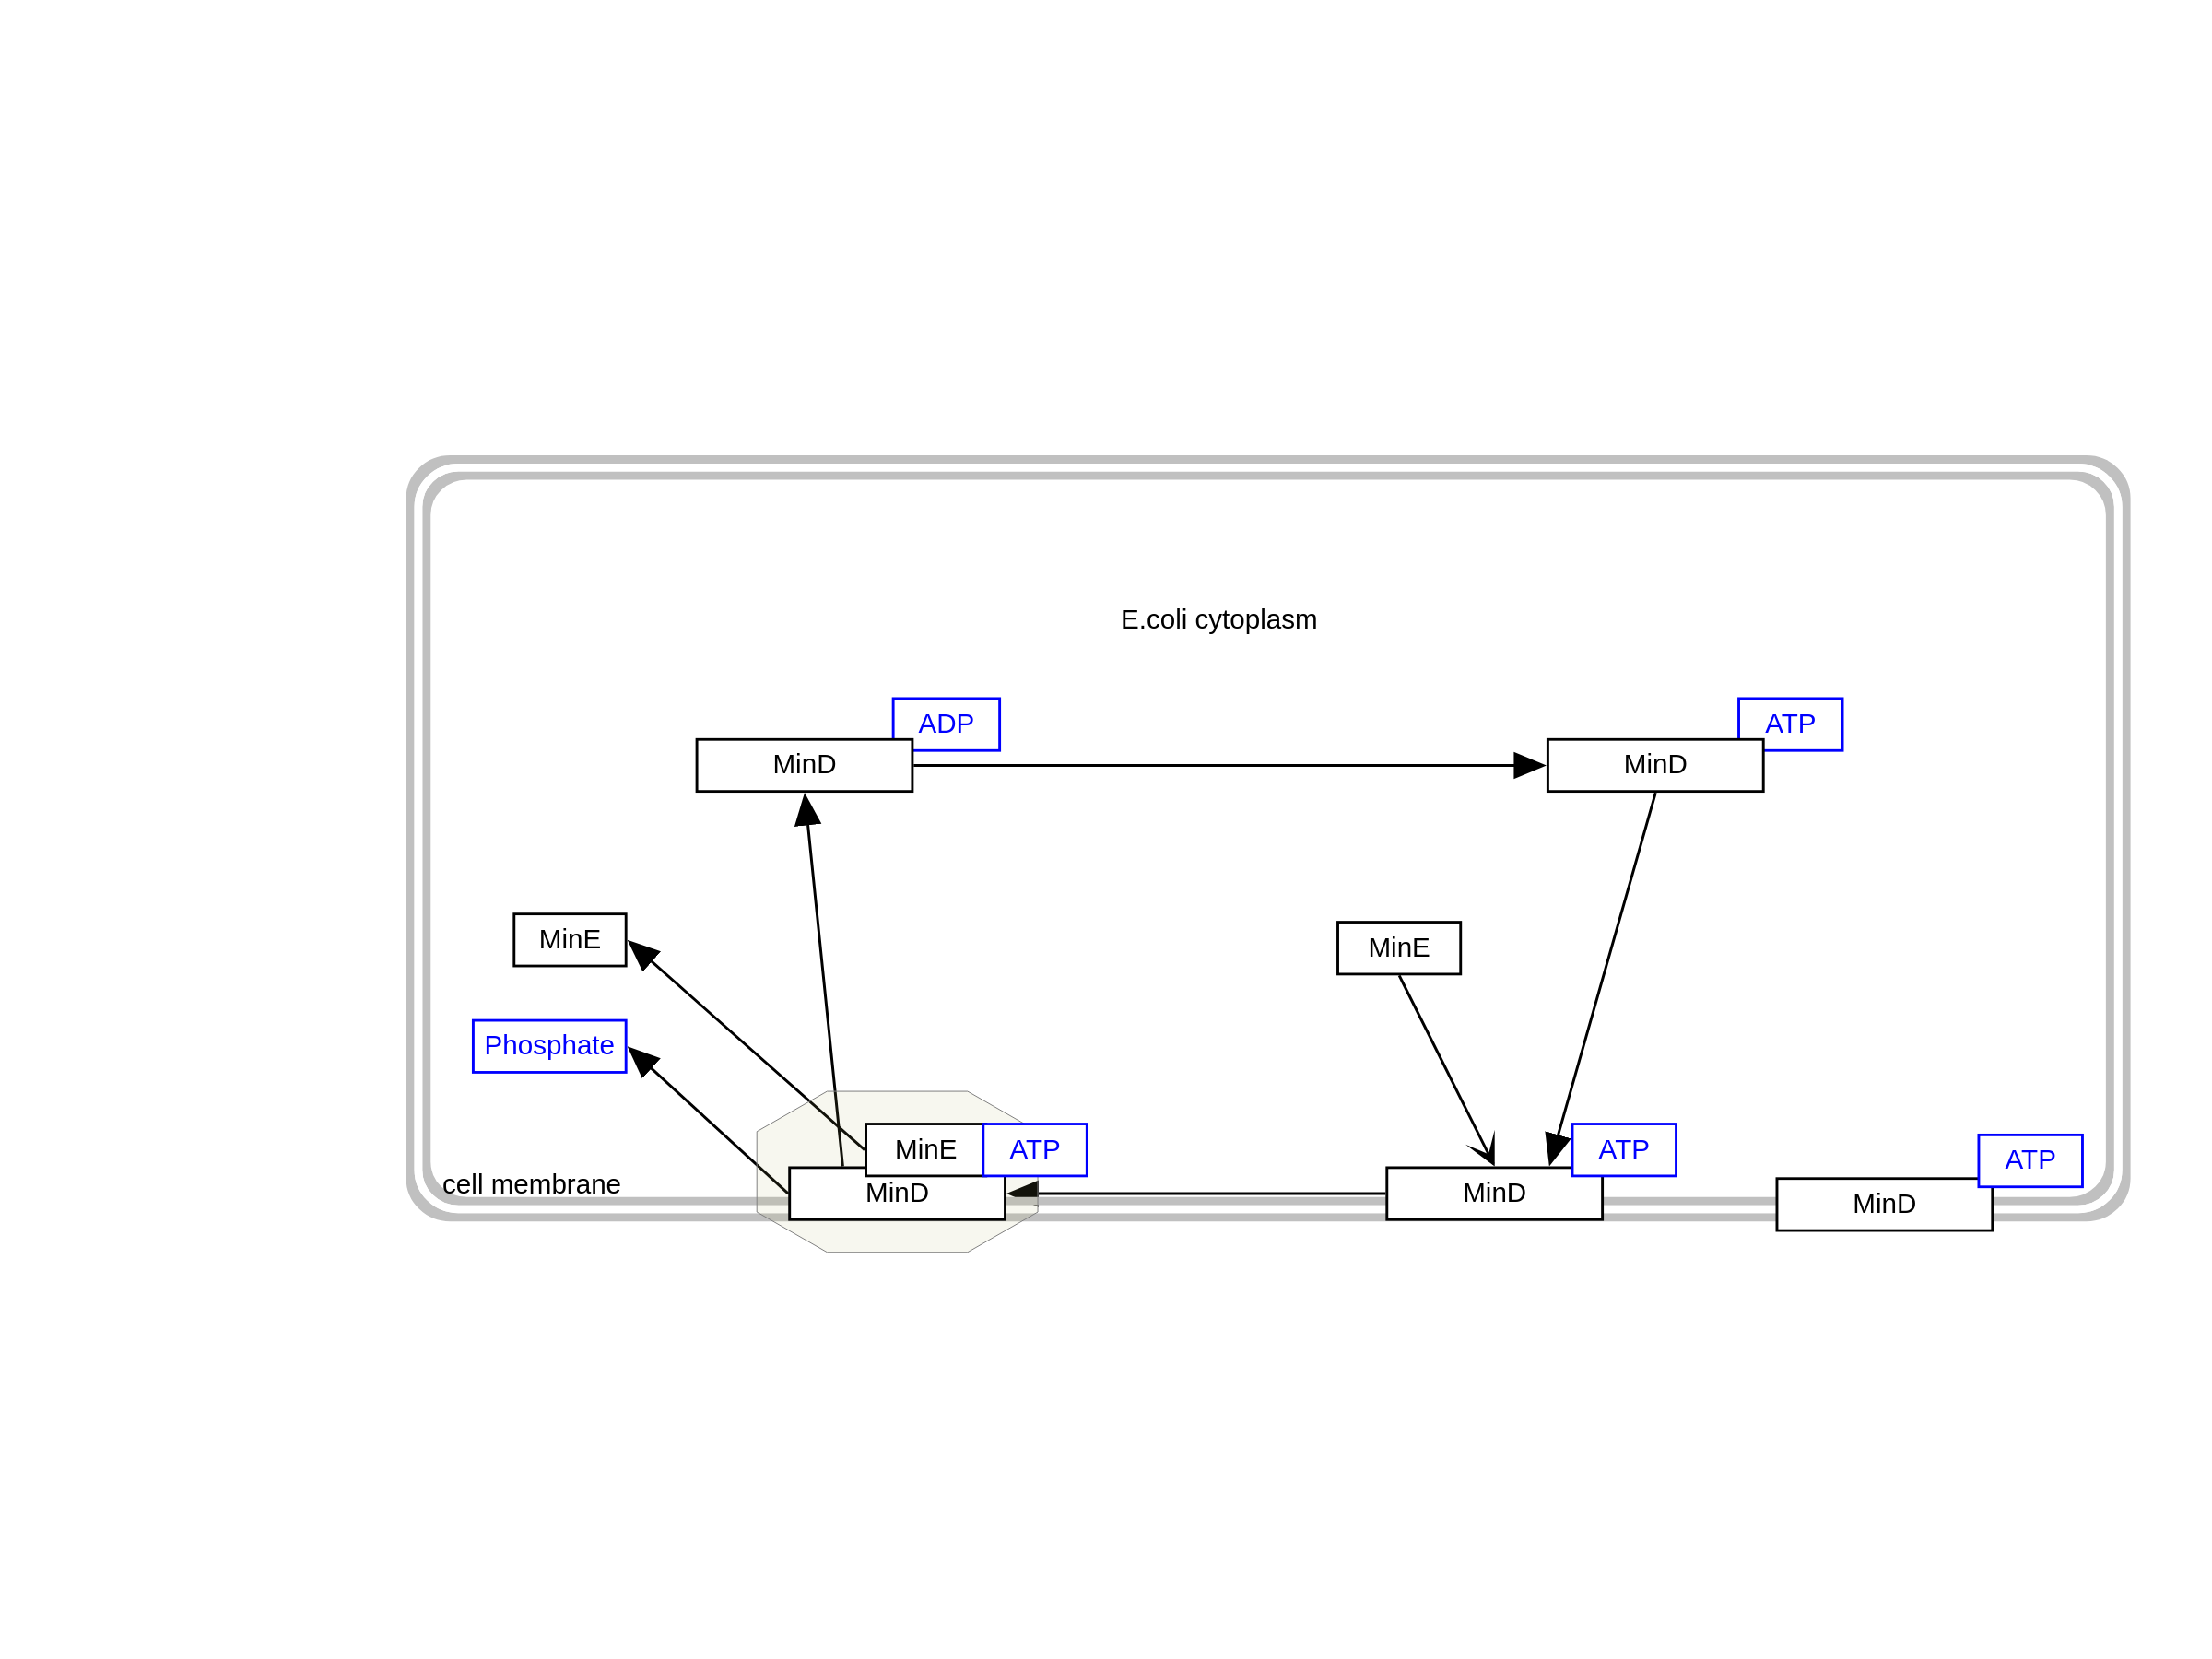 E.coli cytoplasm
ADP
ATP
MinD
MinD
MinE
MinE
Phosphate
MinE
ATP
ATP
ATP
cell membrane
MinD
MinD
MinD